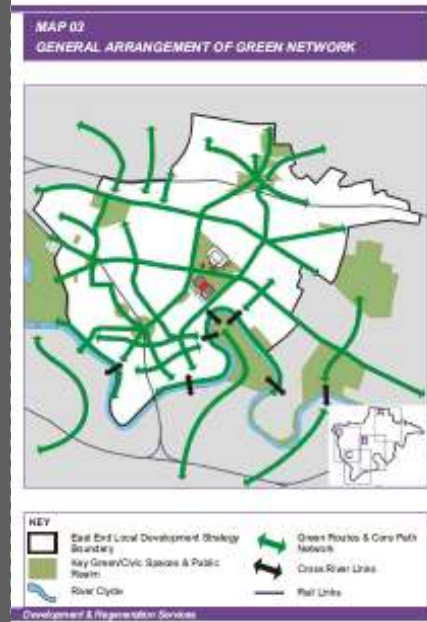 MAP 03
GENERAL ARRANGEMENT OF GREEN NETWORK
KEY
East End Local Development Strategy
Boundary
Key Green/Civic Spaces & Public
Realm
River Clyde
Green Routes & Core Path
Network
Cross River Links
Rail Links
Development & Regeneration Services